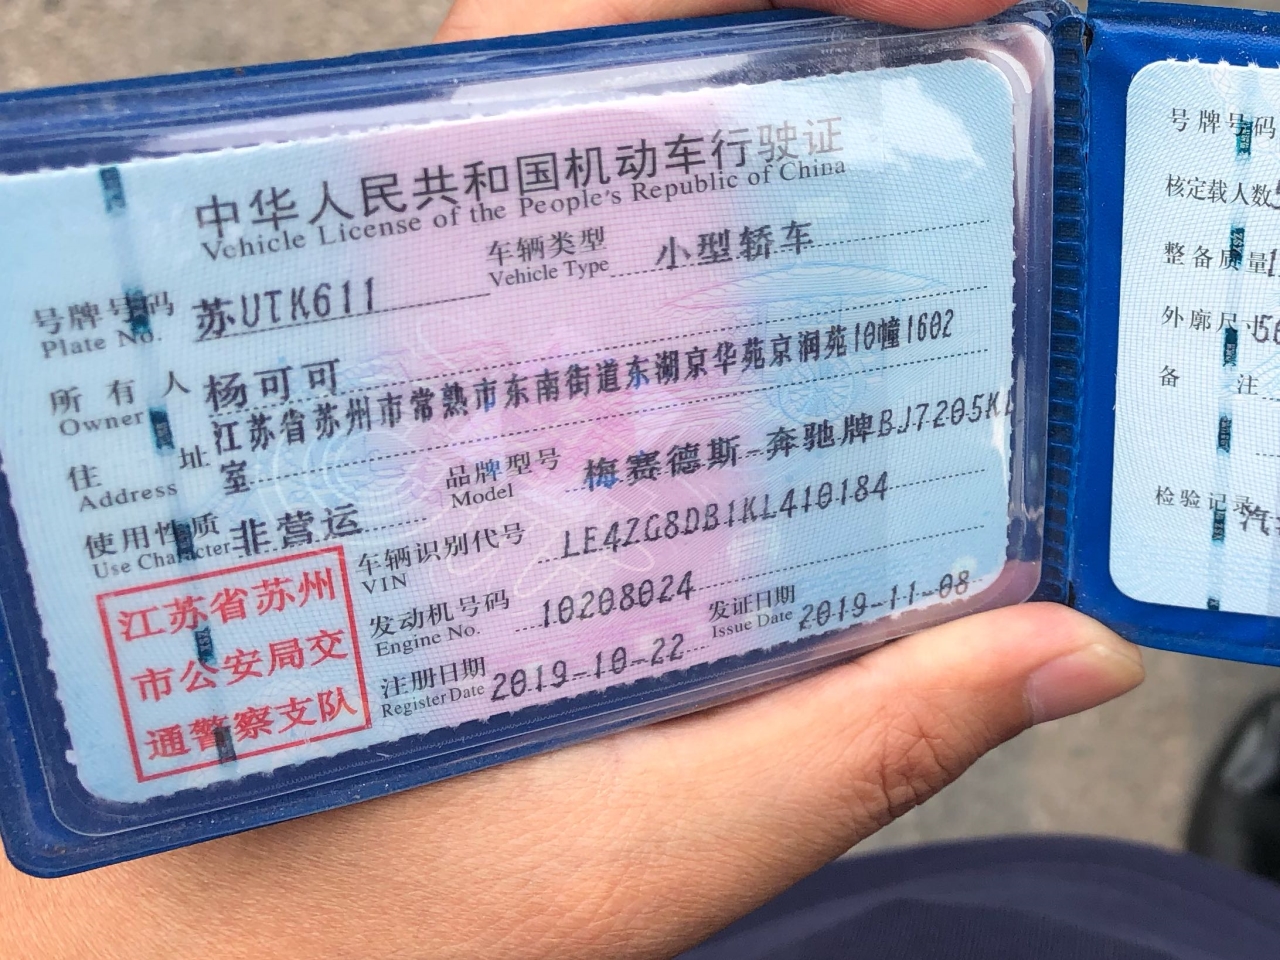 中华人民共和国机动车行驶证
Vehicle License of the People's Republic of China
号牌号码 苏UTK611 车辆类型 小型轿车
Plate No. Vehicle Type
所有人 杨可可
Owner
住址 江苏省苏州市常熟市东南街道东湖京华苑京润苑10幢1602
Address 室
品牌型号 梅赛德斯-奔驰牌BJ7205K
Model
使用性质 非营运
Use Character
车辆识别代号 LE4ZG8DB1KL410184
VIN
发动机号码 10208024
Engine No.
注册日期 2019-10-22 发证日期 2019-11-08
Register Date Issue Date
江苏省苏州
市公安局交
通警察支队
号牌号码
核定载人数
整备质量
外廓尺寸
备注
检验记录
汽